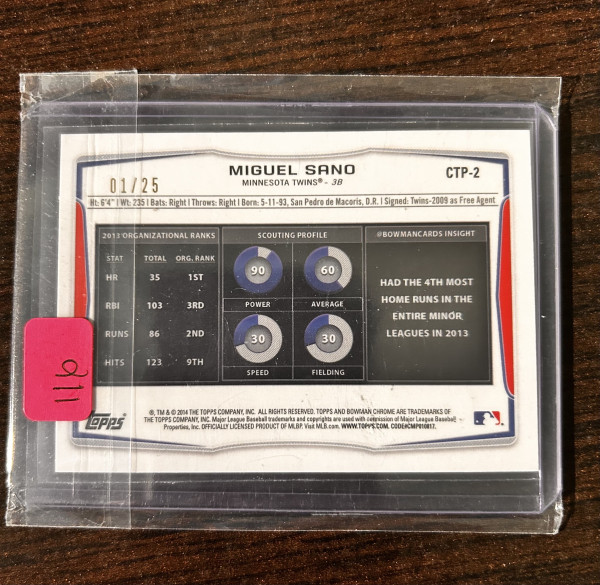 MIGUEL SANO
CTP-2
01/25
MINNESOTA TWINS® - 3B
Ht: 6'4" | Wt: 235 | Bats: Right | Throws: Right | Born: 5-11-93, San Pedro de Macoris, D.R. | Signed: Twins-2009 as Free Agent
2013 ORGANIZATIONAL RANKS
STAT TOTAL ORG. RANK
HR 35 1ST
RBI 103 3RD
RUNS 86 2ND
HITS 123 9TH
SCOUTING PROFILE
90 60
POWER AVERAGE
30 30
SPEED FIELDING
@BOWMANCARDS INSIGHT
HAD THE 4TH MOST
HOME RUNS IN THE
ENTIRE MINOR
LEAGUES IN 2013
Topps
®, TM & © 2014 THE TOPPS COMPANY, INC. ALL RIGHTS RESERVED. TOPPS AND BOWMAN CHROME ARE TRADEMARKS OF
THE TOPPS COMPANY, INC. Major League Baseball trademarks and copyrights are used with permission of Major League Baseball
Properties, Inc. OFFICIALLY LICENSED PRODUCT OF MLBP. Visit MLB.com. WWW.TOPPS.COM. CODE#CMP010817.